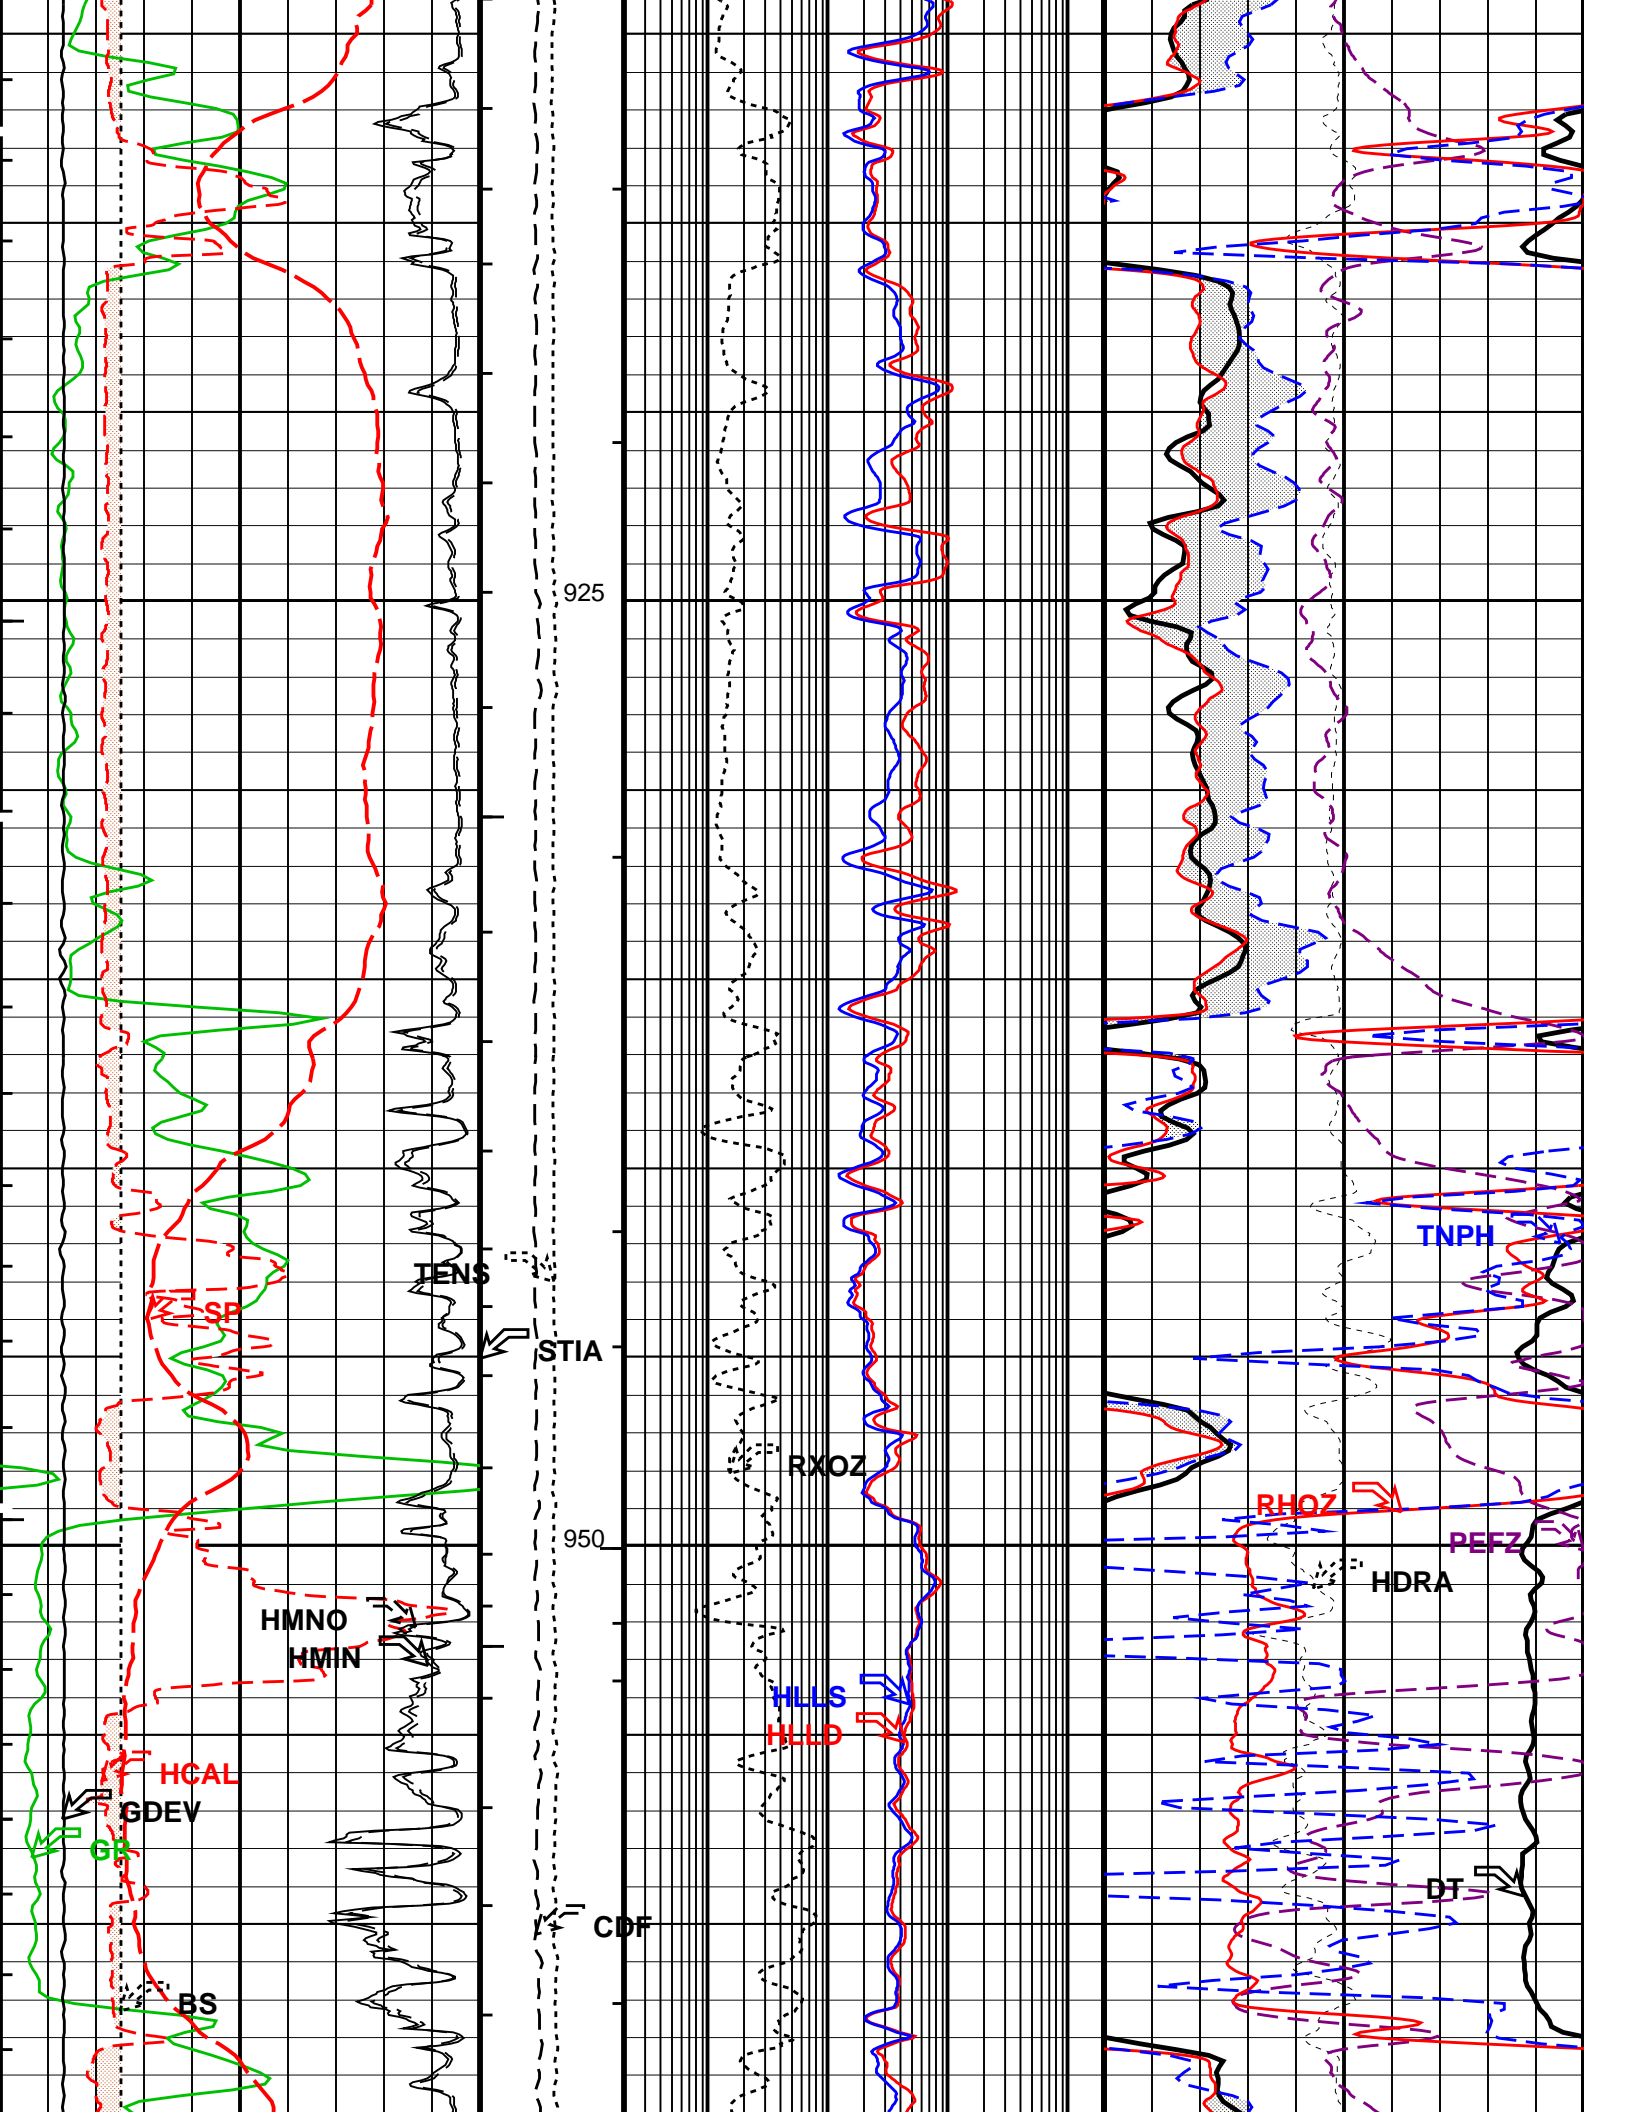 925
TNPH
TENS
SP
STIA
RXOZ
RHOZ
950
PEFZ
HDRA
HMNO
HMIN
HLLS
HLLD
HCAL
GDEV
GR
DT
CDF
BS